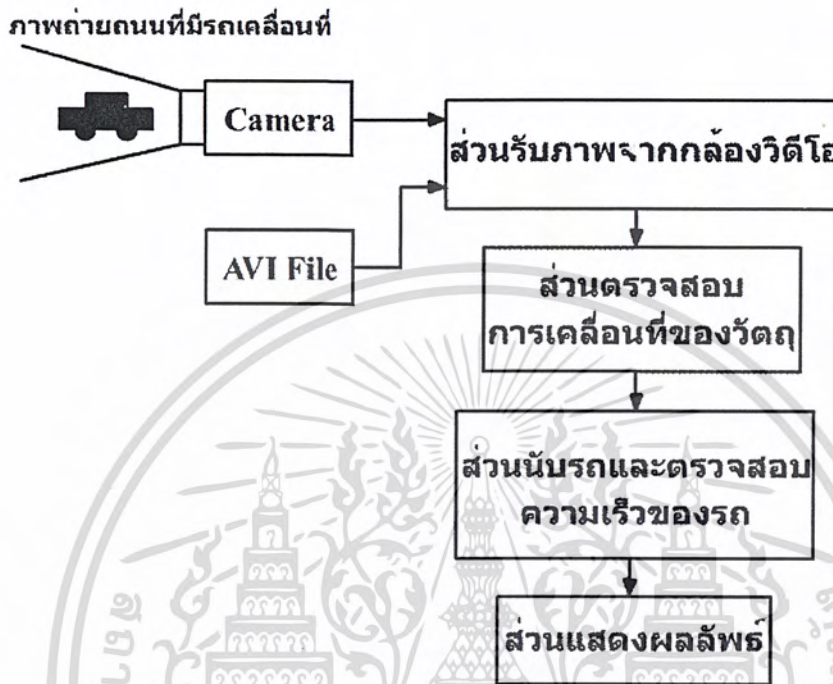 ภาพถ่ายถนนที่มีรถเคลื่อนที่
Camera
ส่วนรับภาพจากกล้องวิดีโอ
AVI File
ส่วนตรวจสอบ
การเคลื่อนที่ของวัตถุ
ส่วนนับรถและตรวจสอบ
ความเร็วของรถ
ส่วนแสดงผลลัพธ์